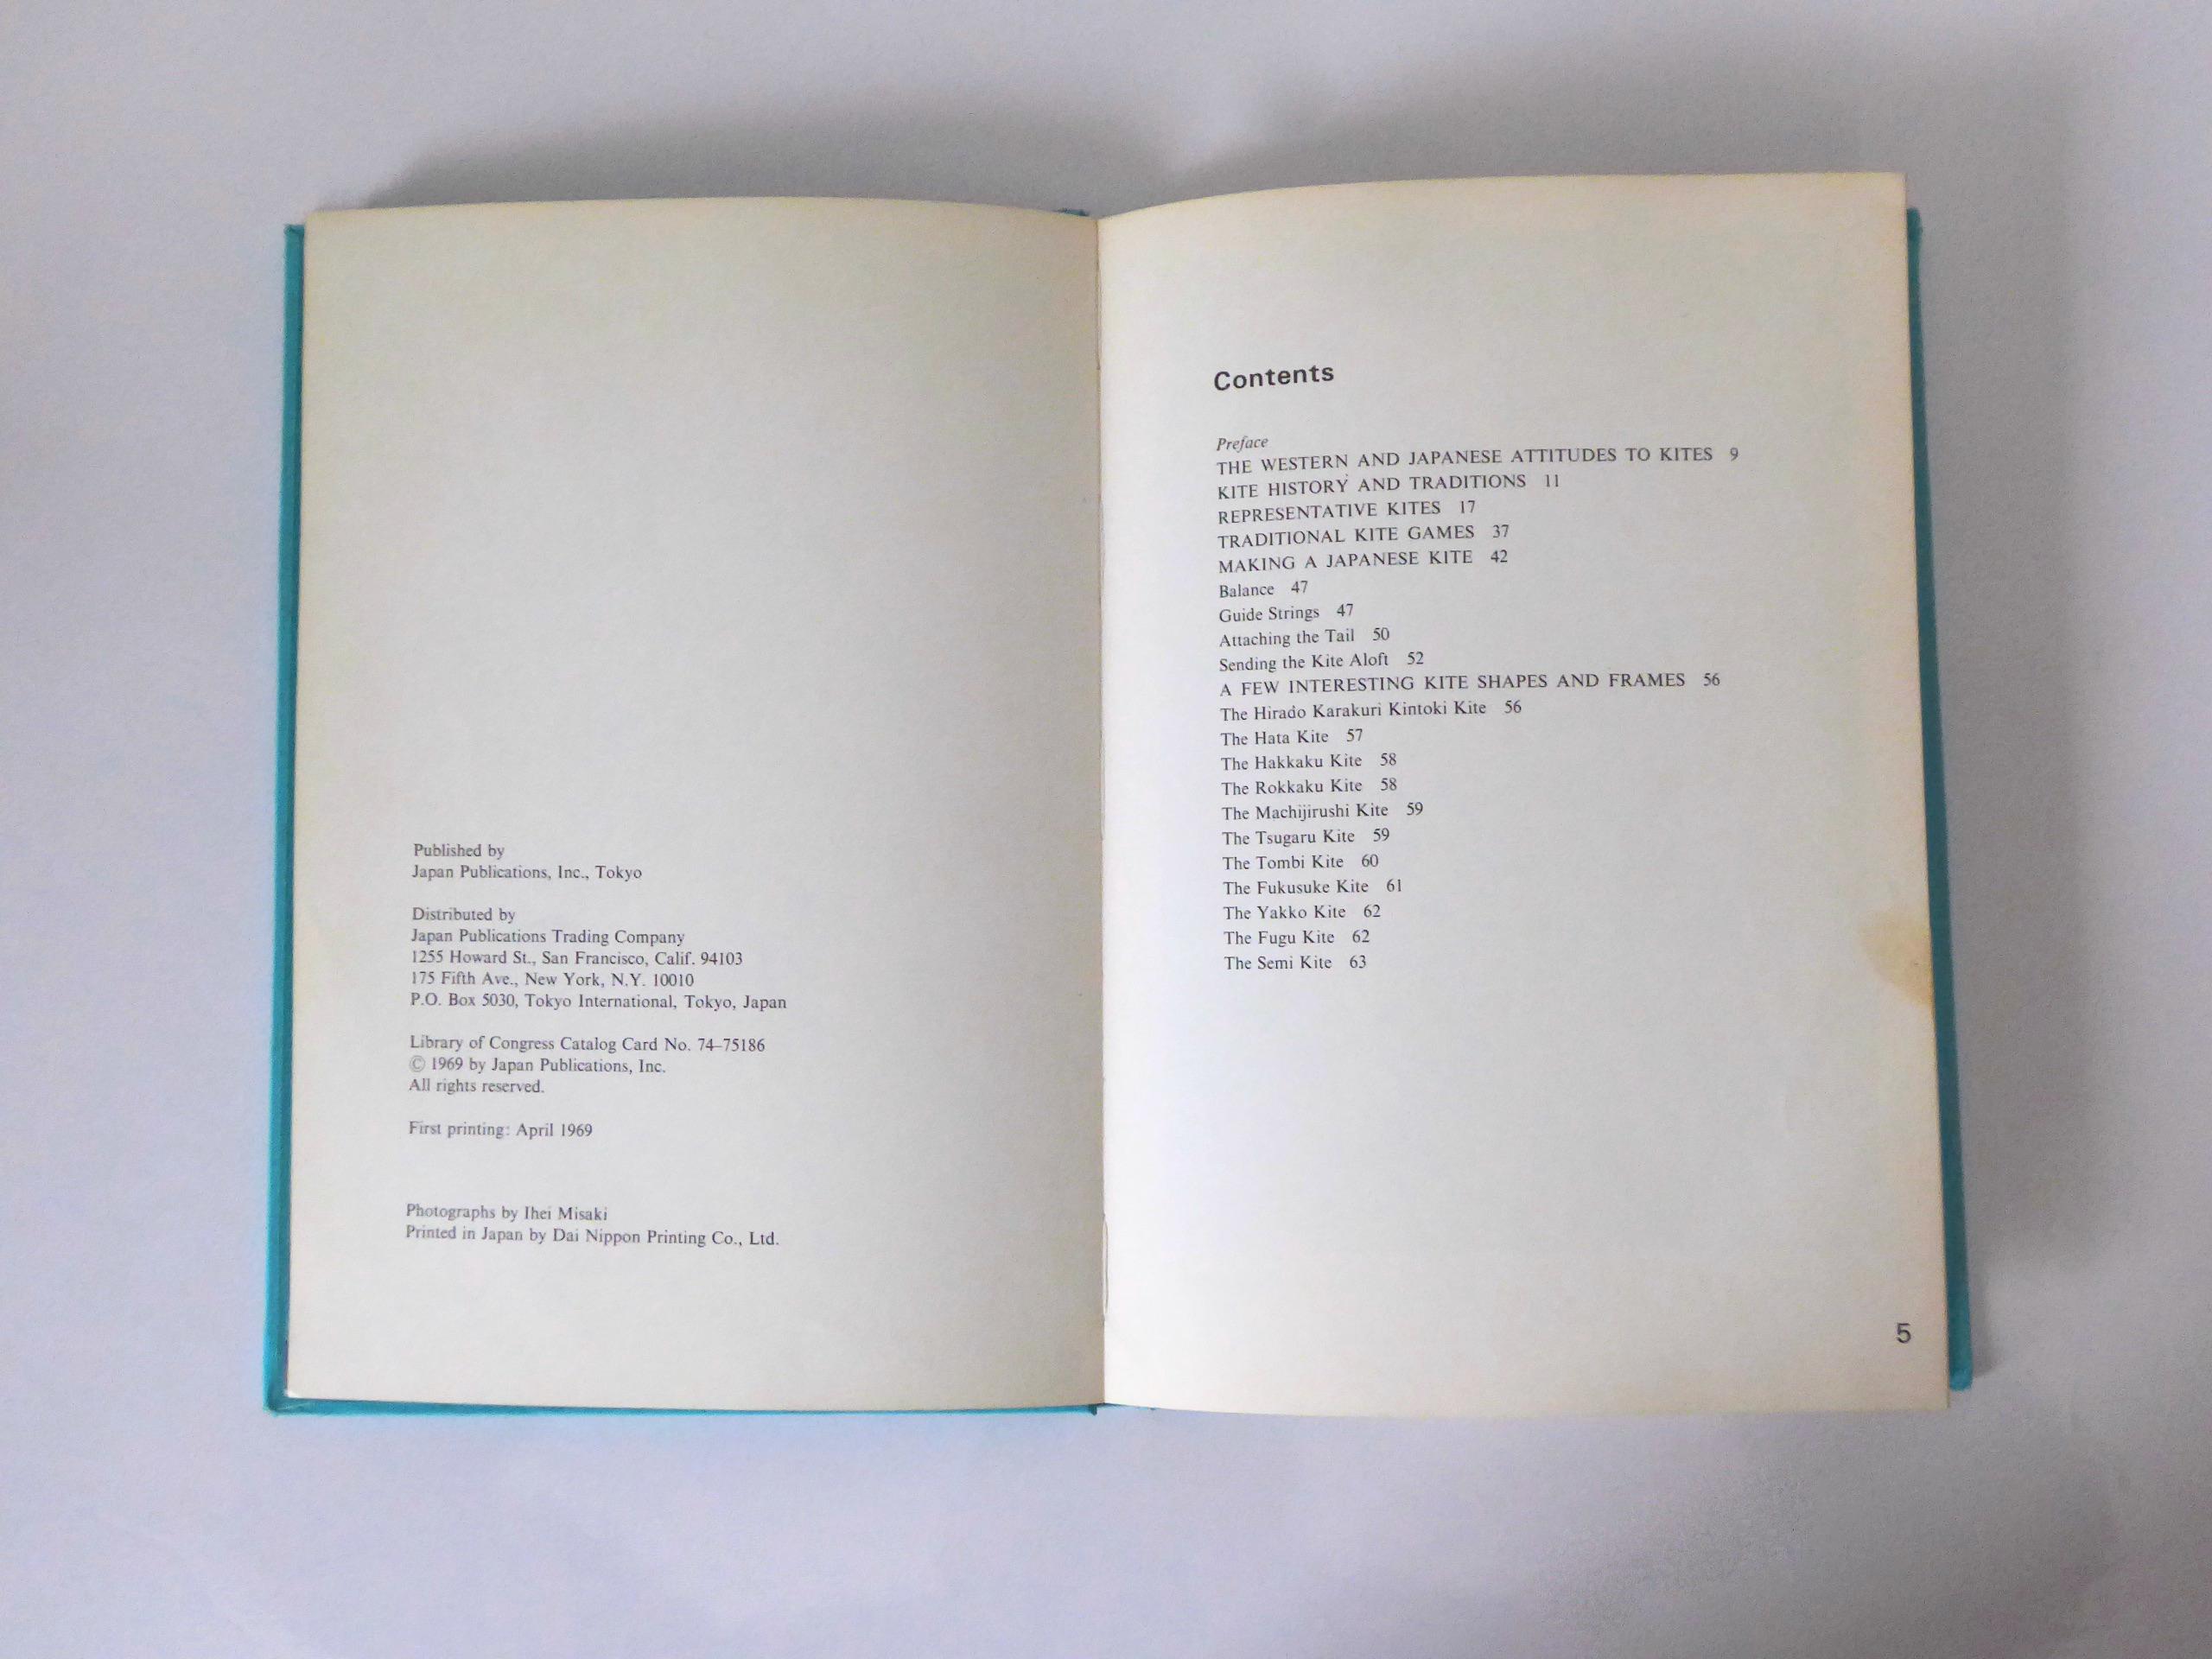 Published by
Japan Publications, Inc., Tokyo
Distributed by
Japan Publications Trading Company
1255 Howard St., San Francisco, Calif. 94103
175 Fifth Ave., New York, N.Y. 10010
P.O. Box 5030, Tokyo International, Tokyo, Japan
Library of Congress Catalog Card No. 74–75186
© 1969 by Japan Publications, Inc.
All rights reserved.
First printing: April 1969
Photographs by Ihei Misaki
Printed in Japan by Dai Nippon Printing Co., Ltd.
Contents
Preface
THE WESTERN AND JAPANESE ATTITUDES TO KITES 9
KITE HISTORY AND TRADITIONS 11
REPRESENTATIVE KITES 17
TRADITIONAL KITE GAMES 37
MAKING A JAPANESE KITE 42
Balance 47
Guide Strings 47
Attaching the Tail 50
Sending the Kite Aloft 52
A FEW INTERESTING KITE SHAPES AND FRAMES 56
The Hirado Karakuri Kintoki Kite 56
The Hata Kite 57
The Hakkaku Kite 58
The Rokkaku Kite 58
The Machijirushi Kite 59
The Tsugaru Kite 59
The Tombi Kite 60
The Fukusuke Kite 61
The Yakko Kite 62
The Fugu Kite 62
The Semi Kite 63
5